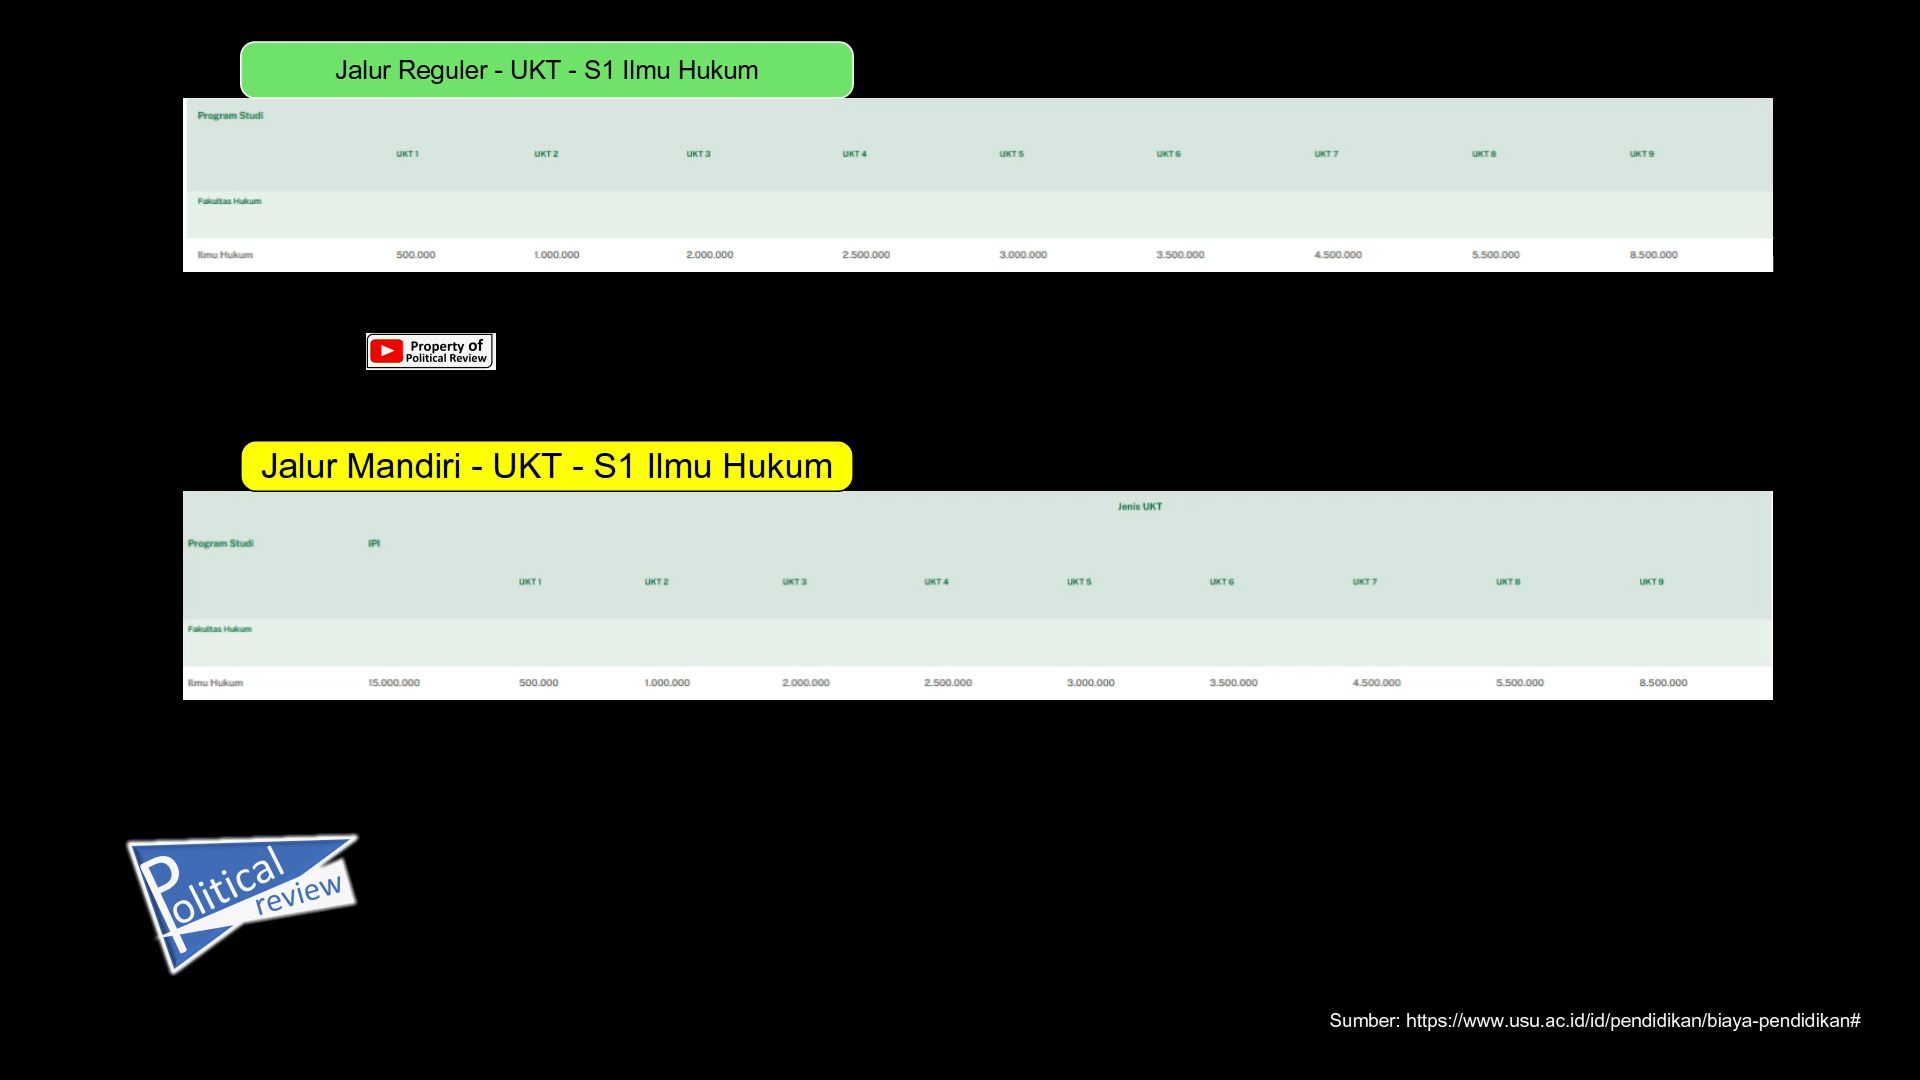 Jalur Reguler - UKT - S1 Ilmu Hukum
Program Studi
UKT 1 UKT 2 UKT 3 UKT 4 UKT 5 UKT 6 UKT 7 UKT 8 UKT 9
Fakultas Hukum
Ilmu Hukum 500.000 1.000.000 2.000.000 2.500.000 3.000.000 3.500.000 4.500.000 5.500.000 8.500.000
Property of
Political Review
Jalur Mandiri - UKT - S1 Ilmu Hukum
Jenis UKT
Program Studi IPI
UKT 1 UKT 2 UKT 3 UKT 4 UKT 5 UKT 6 UKT 7 UKT 8 UKT 9
Fakultas Hukum
Ilmu Hukum 15.000.000 500.000 1.000.000 2.000.000 2.500.000 3.000.000 3.500.000 4.500.000 5.500.000 8.500.000
Political
review
Sumber: https://www.usu.ac.id/id/pendidikan/biaya-pendidikan#